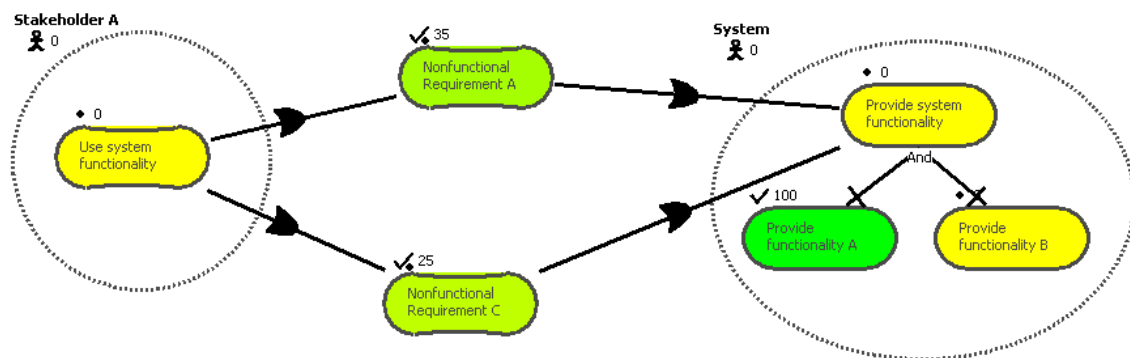 Stakeholder A
0
0
Use system
functionality
35
Nonfunctional
Requirement A
25
Nonfunctional
Requirement C
System
0
0
Provide system
functionality
And
100
Provide
functionality A
Provide
functionality B